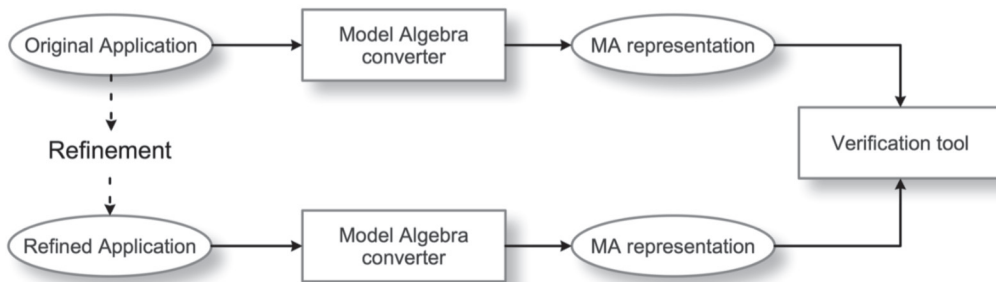 Original Application
Model Algebra
converter
MA representation
Refinement
Verification tool
Refined Application
Model Algebra
converter
MA representation